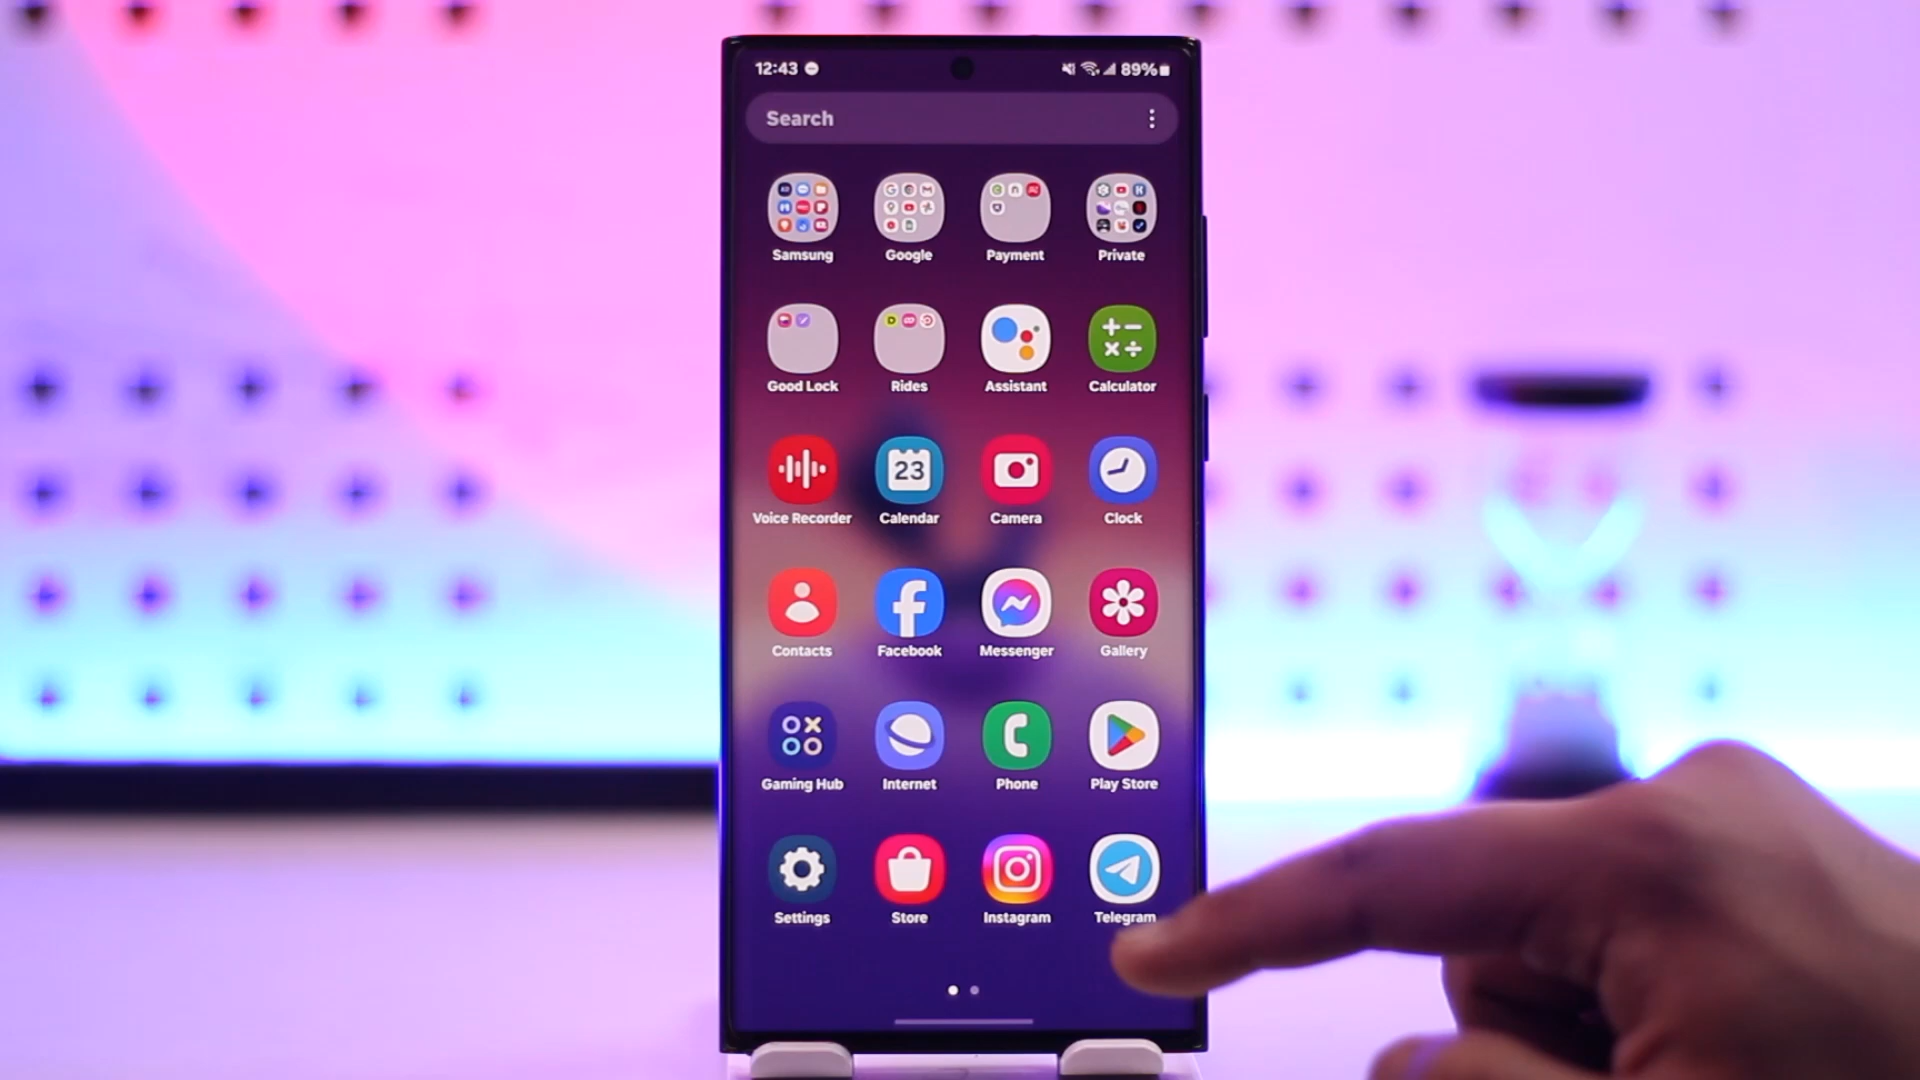 12:43 89%
Search
Samsung Google Payment Private
Good Lock Rides Assistant Calculator
23
Voice Recorder Calendar Camera Clock
Contacts Facebook Messenger Gallery
Gaming Hub Internet Phone Play Store
Settings Store Instagram Telegram